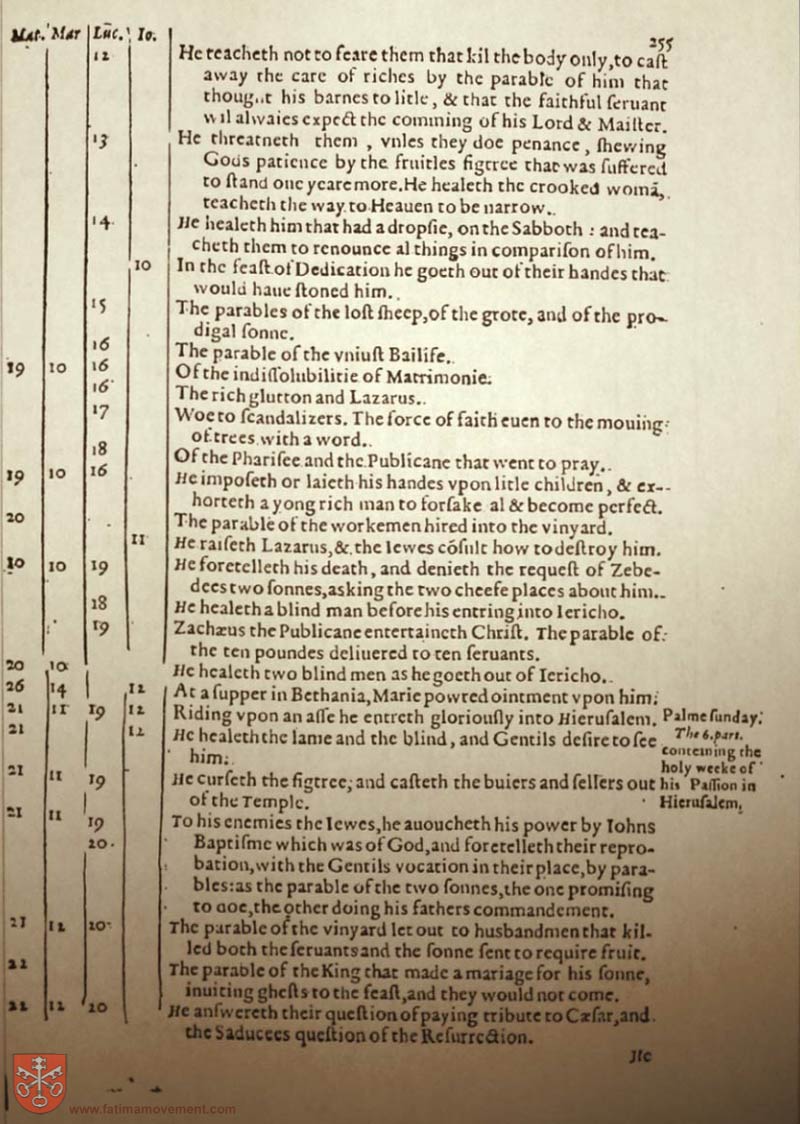 Mat. Mar Luc. Io.
255
12 He teacheth not to feare them that kil the body only, to caſt
away the care of riches by the parable of him that
thought his barnes to litle, & that the faithful ſeruant
wil alwaies expect the comming of his Lord & Maiſter.
13 He threatneth them, vnles they doe penance, ſhewing
Gods patience by the fruitles figtree that was ſuffered
to ſtand one yeare more. He healeth the crooked womã,
teacheth the way to Heauen to be narrow.
14 He healeth him that had a dropſie, on the Sabboth : and tea-
cheth them to renounce al things in compariſon of him.
10 In the feaſt of Dedication he goeth out of their handes that
would haue ſtoned him.
15 The parables of the loſt ſheep, of the grote, and of the pro-
digal ſonne.
16 The parable of the vniuſt Bailife.
19 10 16 Of the indiſſolubilitie of Matrimonie.
16 The rich glutton and Lazarus.
17 Woe to ſcandalizers. The force of faith euen to the mouing
of trees with a word.
18 Of the Phariſee and the Publicane that went to pray.
19 10 16 He impoſeth or laieth his handes vpon litle children, & ex-
horteth a yong rich man to forſake al & become perfect.
20 The parable of the workemen hired into the vinyard.
11 He raiſeth Lazarus, &. the Iewes cõſult how to deſtroy him.
20 10 19 He foretelleth his death, and denieth the requeſt of Zebe-
dees two ſonnes, asking the two cheefe places about him.
18 He healeth a blind man before his entring into Iericho.
19 Zachæus the Publicane entertaineth Chriſt. The parable of
the ten poundes deliuered to ten ſeruants.
20 10 He healeth two blind men as he goeth out of Iericho.
26 14 12 At a ſupper in Bethania, Marie powred ointment vpon him.
21 11 19 12 Riding vpon an aſſe he entreth glorioufly into Hieruſalem. Palme ſunday.
21 12 He healeth the lame and the blind, and Gentils deſire to ſee
him.
The 6. part.
conteining the
holy weeke of
his Paſſion in
Hieruſalem.
21 11 19 He curſeth the figtree, and caſteth the buiers and ſellers out
of the Temple.
21 11 19 To his enemies the Iewes, he auoucheth his power by Iohns
20. Baptiſme which was of God, and foretelleth their repro-
bation, with the Gentils vocation in their place, by para-
bles: as the parable of the two ſonnes, the one promiſing
to doe, the other doing his fathers commandement.
21 12 20 The parable of the vinyard let out to husbandmen that kil-
led both the ſeruants and the ſonne ſent to require fruit.
22 The parable of the King that made a mariage for his ſonne,
inuiting gheſts to the feaſt, and they would not come.
22 12 20 He anſwereth their queſtion of paying tribute to Cæſar, and
the Saducees queſtion of the Reſurrection.
He
www.fatimamovement.com